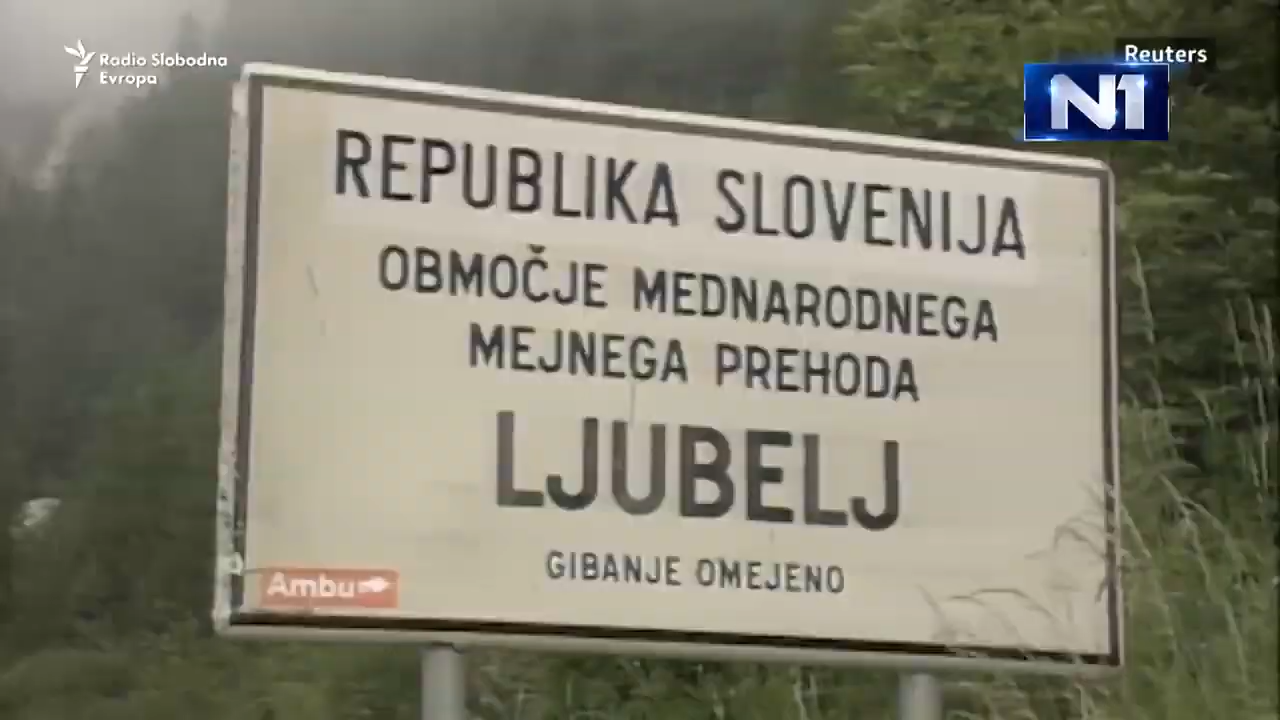 Radio Slobodna
Evropa
Reuters
N1
REPUBLIKA SLOVENIJA
OBMOČJE MEDNARODNEGA
MEJNEGA PREHODA
LJUBELJ
GIBANJE OMEJENO
Ambu